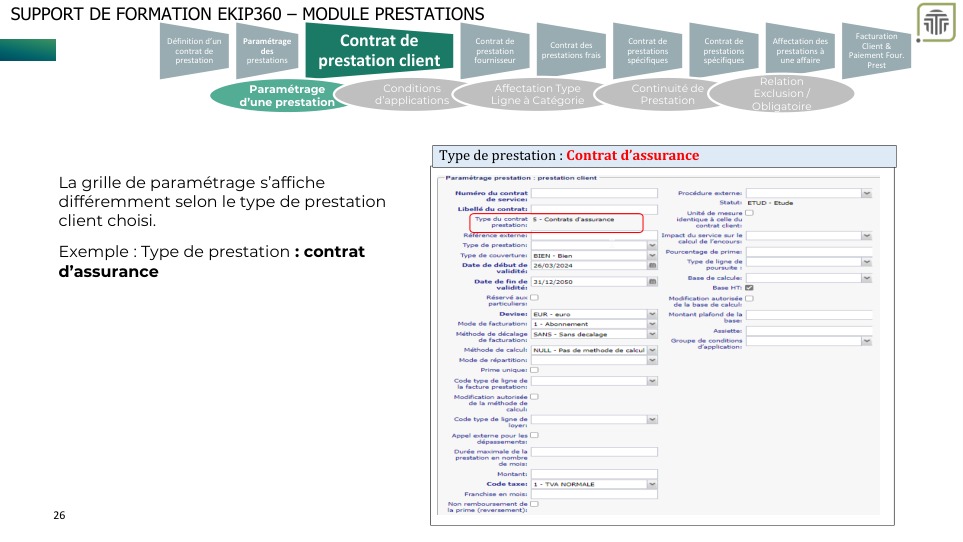 SUPPORT DE FORMATION EKIP360 – MODULE PRESTATIONS
Définition d'un
contrat de
prestation
Paramétrage
des
prestations
Contrat de
prestation client
Contrat de
prestation
fournisseur
Contrat des
prestations frais
Contrat de
prestations
spécifiques
Contrat de
prestations
spécifiques
Affectation des
prestations à
une affaire
Facturation
Client &
Paiement Four.
Prest
Paramétrage
d'une prestation
Conditions
d'applications
Affectation Type
Ligne à Catégorie
Continuité de
Prestation
Relation
Exclusion /
Obligatoire
La grille de paramétrage s'affiche
différemment selon le type de prestation
client choisi.
Exemple : Type de prestation : contrat
d'assurance
Type de prestation : Contrat d'assurance
Paramétrage prestation : prestation client
Numéro du contrat
de service:
Libellé du contrat:
Type du contrat
prestation:
S - Contrats d'assurance
Référence externe:
Type de prestation:
Type de couverture: BIEN - Bien
Date de début de
validité:
26/03/2024
Date de fin de
validité:
31/12/2050
Réservé aux
particuliers:
Devise: EUR - euro
Mode de facturation: 1 - Abonnement
Méthode de décalage
de facturation:
SANS - Sans decalage
Méthode de calcul: NULL - Pas de methode de calcul
Mode de répartition:
Prime unique:
Code type de ligne de
la facture prestation:
Modification autorisée
de la méthode de
calcul:
Code type de ligne de
loyer:
Appel externe pour les
dépassements:
Durée maximale de la
prestation en nombre
de mois:
Montant:
Code taxe: 1 - TVA NORMALE
Franchise en mois:
Non remboursement de
la prime (reversement):
Procédure externe:
Statut: ETUD - Etude
Unité de mesure
identique à celle du
contrat client:
Impact du service sur le
calcul de l'encours:
Pourcentage de prime:
Type de ligne de
poursuite :
Base de calcule:
Base HT:
Modification autorisée
de la base de calcul:
Montant plafond de la
base:
Assiette:
Groupe de conditions
d'application:
26